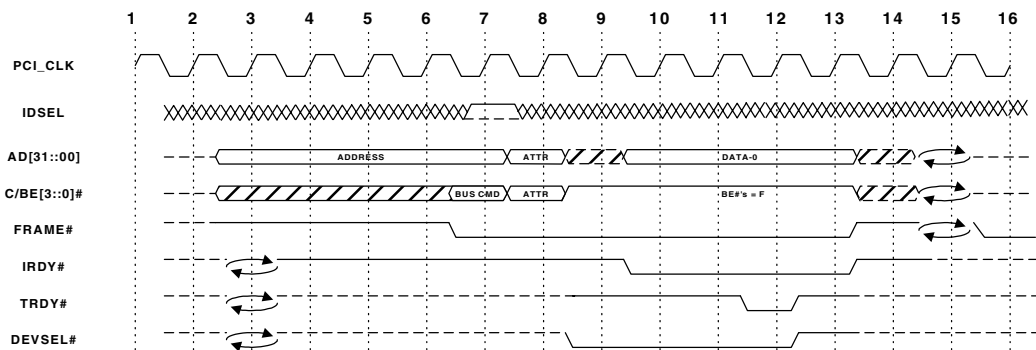 1 2 3 4 5 6 7 8 9 10 11 12 13 14 15 16
PCI_CLK
IDSEL
AD[31::00] ADDRESS ATTR DATA-0
C/BE[3::0]# BUS CMD ATTR BE#'s = F
FRAME#
IRDY#
TRDY#
DEVSEL#